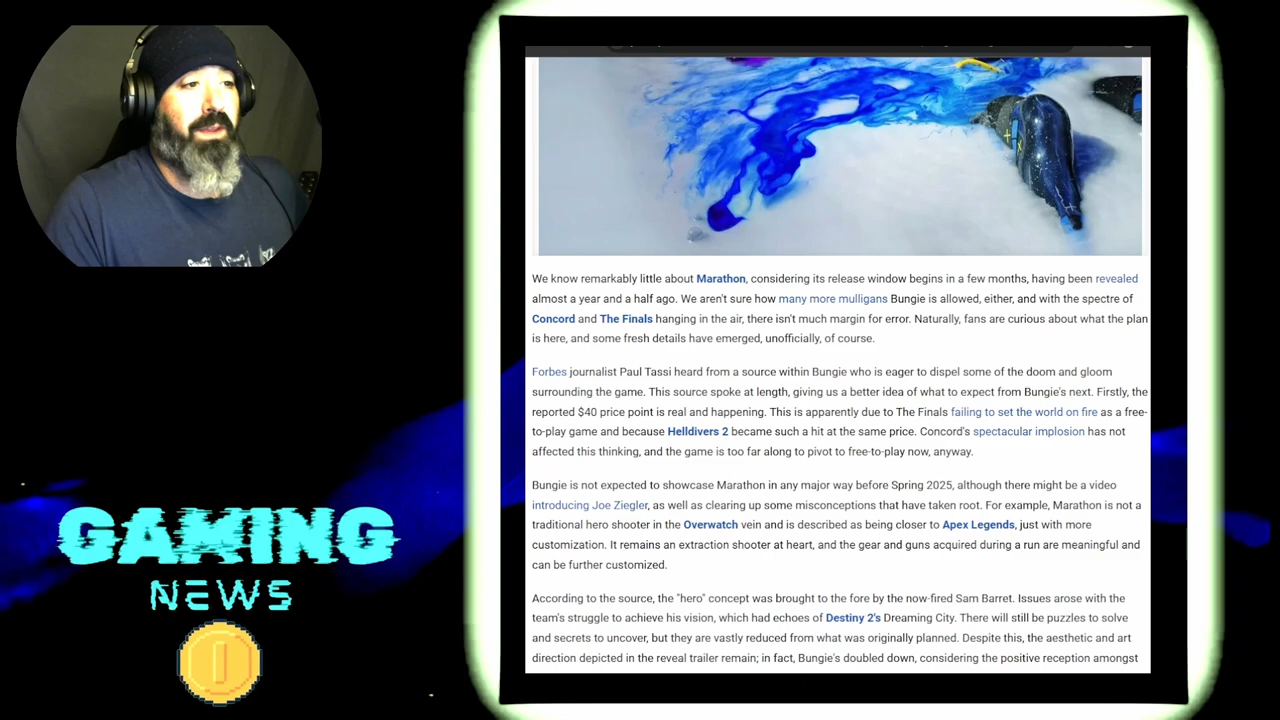 We know remarkably little about Marathon, considering its release window begins in a few months, having been revealed
almost a year and a half ago. We aren't sure how many more mulligans Bungie is allowed, either, and with the spectre of
Concord and The Finals hanging in the air, there isn't much margin for error. Naturally, fans are curious about what the plan
is here, and some fresh details have emerged, unofficially, of course.
Forbes journalist Paul Tassi heard from a source within Bungie who is eager to dispel some of the doom and gloom
surrounding the game. This source spoke at length, giving us a better idea of what to expect from Bungie's next. Firstly, the
reported $40 price point is real and happening. This is apparently due to The Finals failing to set the world on fire as a free-
to-play game and because Helldivers 2 became such a hit at the same price. Concord's spectacular implosion has not
affected this thinking, and the game is too far along to pivot to free-to-play now, anyway.
Bungie is not expected to showcase Marathon in any major way before Spring 2025, although there might be a video
introducing Joe Ziegler, as well as clearing up some misconceptions that have taken root. For example, Marathon is not a
traditional hero shooter in the Overwatch vein and is described as being closer to Apex Legends, just with more
customization. It remains an extraction shooter at heart, and the gear and guns acquired during a run are meaningful and
can be further customized.
According to the source, the "hero" concept was brought to the fore by the now-fired Sam Barret. Issues arose with the
team's struggle to achieve his vision, which had echoes of Destiny 2's Dreaming City. There will still be puzzles to solve
and secrets to uncover, but they are vastly reduced from what was originally planned. Despite this, the aesthetic and art
direction depicted in the reveal trailer remain; in fact, Bungie's doubled down, considering the positive reception amongst
GAMING
NEWS